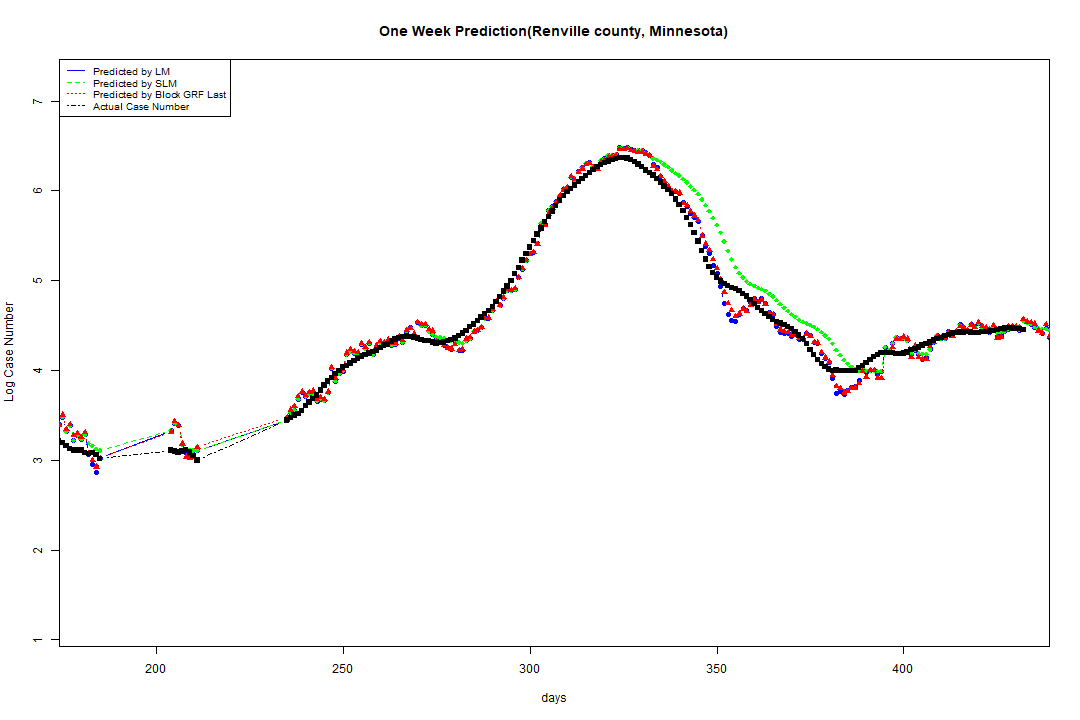 One Week Prediction(Renville county, Minnesota)
Predicted by LM
Predicted by SLM
Predicted by Block GRF Last
Actual Case Number
7
6
5
4
3
2
1
Log Case Number
200 250 300 350 400
days